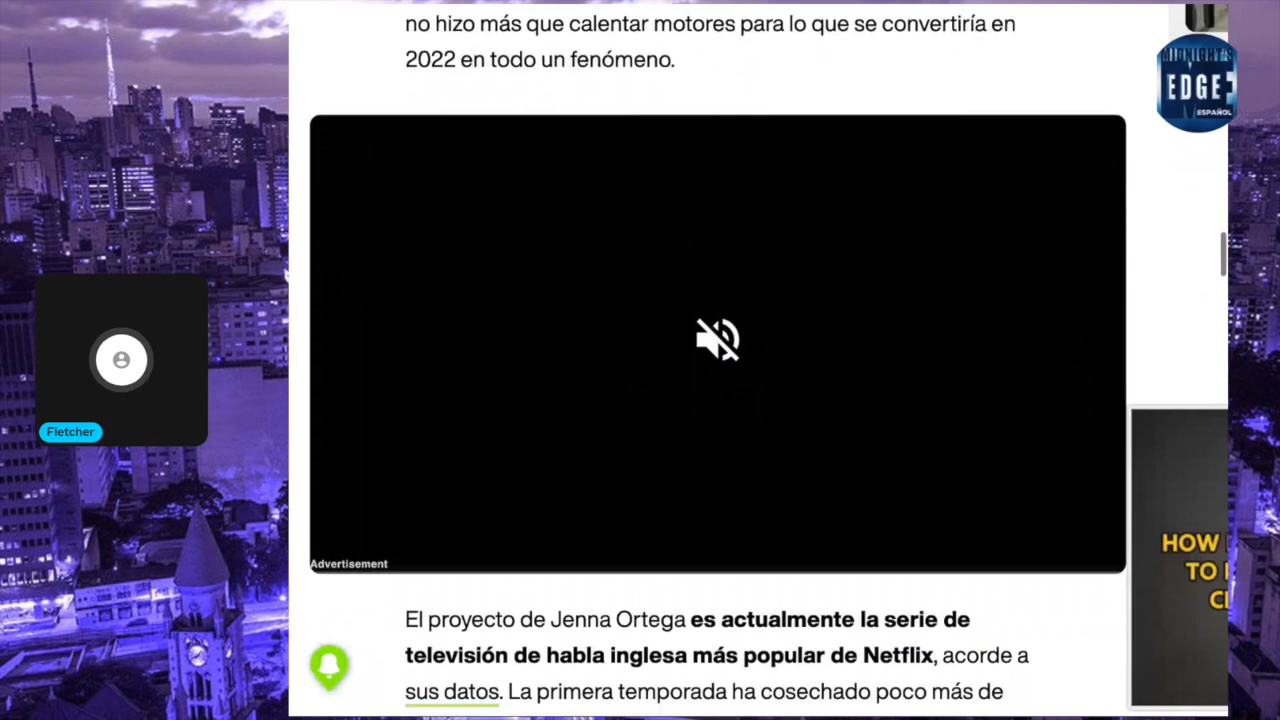 no hizo más que calentar motores para lo que se convertiría en
2022 en todo un fenómeno.
MIDNIGHT'S
EDGE
ESPAÑOL
Fletcher
Advertisement
HOW
TO
El proyecto de Jenna Ortega es actualmente la serie de
televisión de habla inglesa más popular de Netflix, acorde a
sus datos. La primera temporada ha cosechado poco más de